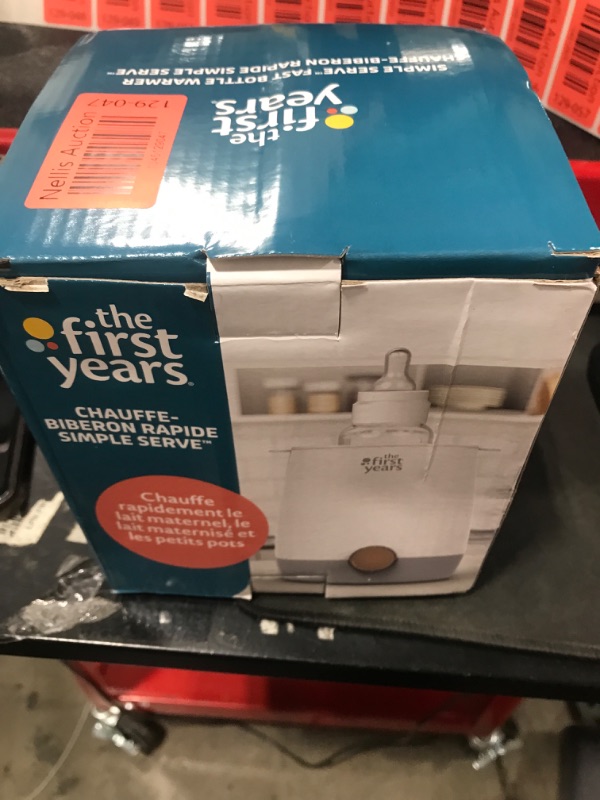 SIMPLE SERVE™ FAST BOTTLE WARMER
CHAUFFE-BIBERON RAPIDE SIMPLE SERVE™
the
first
years
Nellis Auction
129-047
the
first
years
CHAUFFE-
BIBERON RAPIDE
SIMPLE SERVE™
Chauffe
rapidement le
lait maternel, le
lait maternisé et
les petits pots
the
first
years